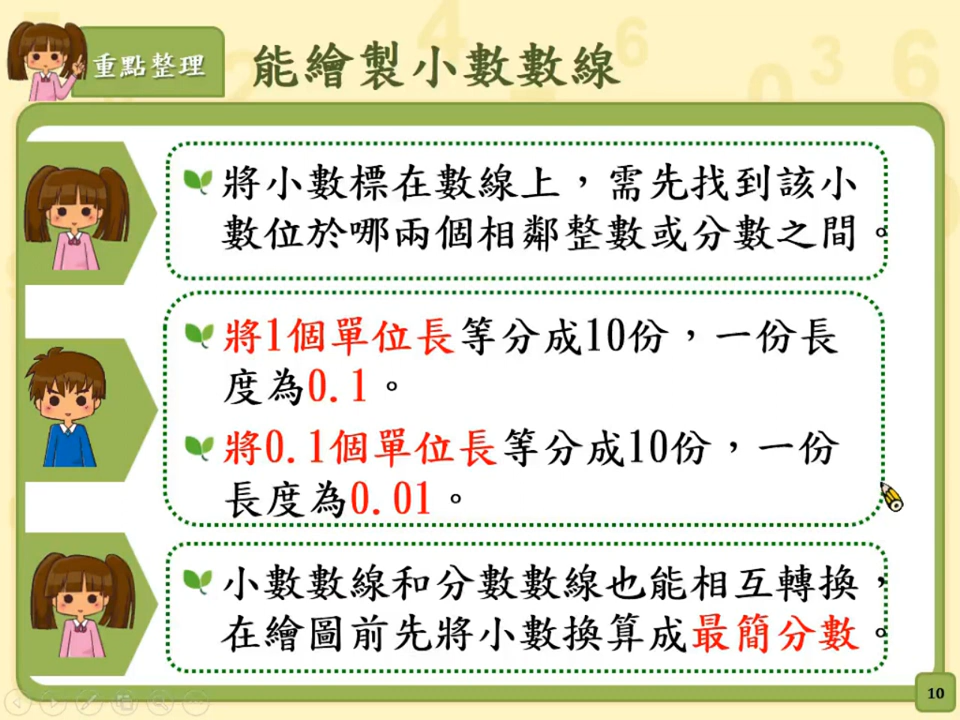 重點整理
能繪製小數數線
將小數標在數線上，需先找到該小
數位於哪兩個相鄰整數或分數之間。
將1個單位長等分成10份，一份長
度為0.1。
將0.1個單位長等分成10份，一份
長度為0.01。
小數數線和分數數線也能相互轉換，
在繪圖前先將小數換算成最簡分數。
10